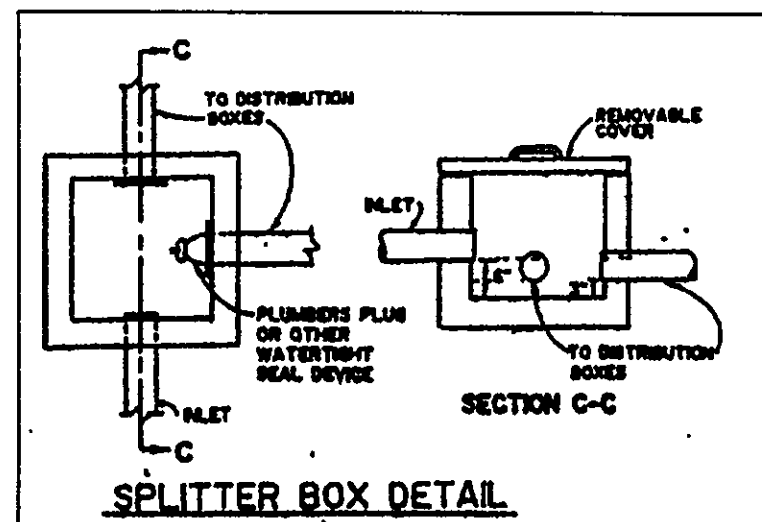 C
TO DISTRIBUTION
BOXES
PLUMBERS PLUG
OR OTHER
WATERTIGHT
SEAL DEVICE
INLET
C
REMOVABLE
COVER
INLET
TO DISTRIBUTION
BOXES
SECTION C-C
SPLITTER BOX DETAIL